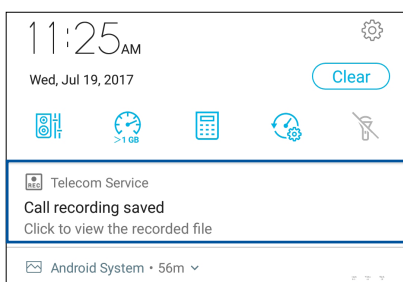 11:25AM
Wed, Jul 19, 2017
Clear
>1 GB
REC Telecom Service
Call recording saved
Click to view the recorded file
Android System • 56m